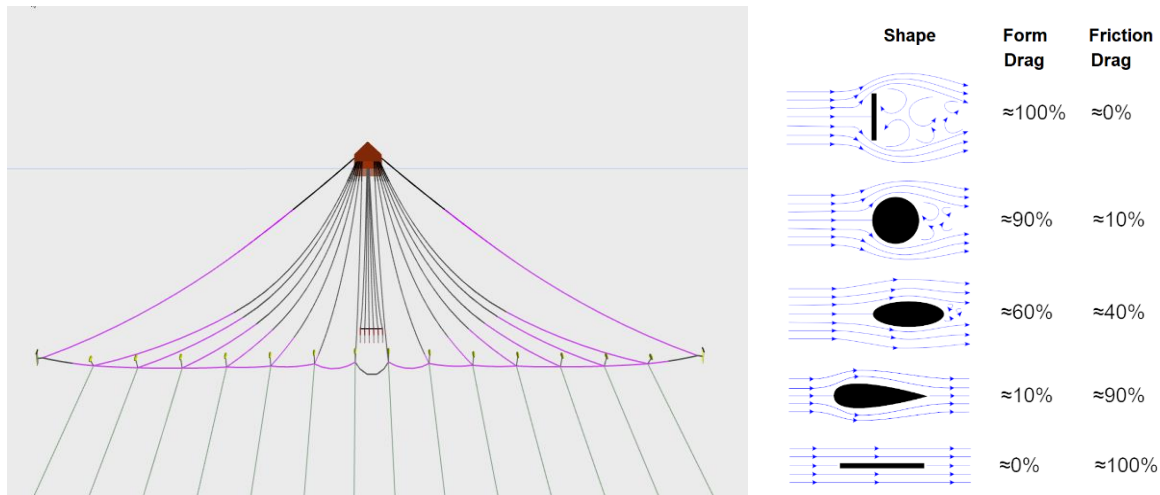 Shape Form Friction
Drag Drag
≈100% ≈0%
≈90% ≈10%
≈60% ≈40%
≈10% ≈90%
≈0% ≈100%